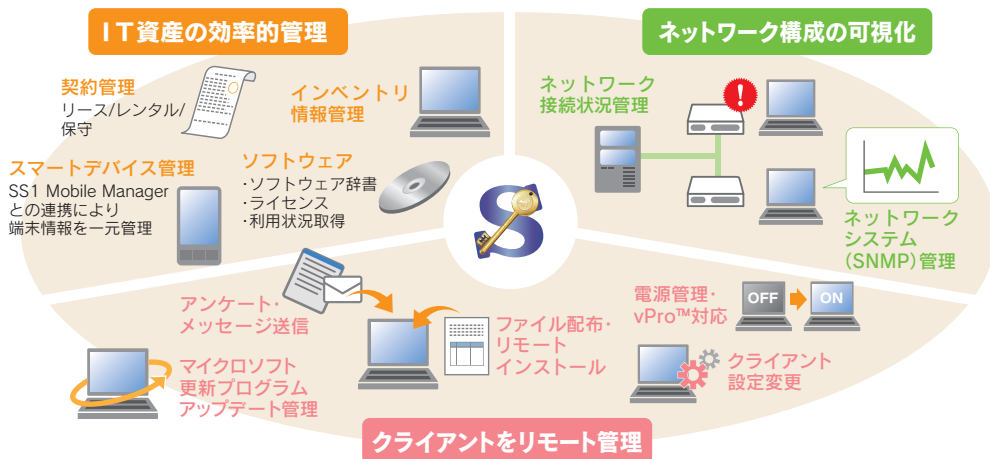 IT資産の効率的管理
契約管理
リース/レンタル/
保守
インベントリ
情報管理
スマートデバイス管理
SS1 Mobile Manager
との連携により
端末情報を一元管理
ソフトウェア
・ソフトウェア辞書
・ライセンス
・利用状況取得
ネットワーク構成の可視化
ネットワーク
接続状況管理
!
ネットワーク
システム
(SNMP)管理
S
アンケート・
メッセージ送信
マイクロソフト
更新プログラム
アップデート管理
ファイル配布・
リモート
インストール
電源管理・
vPro™対応
OFF
ON
クライアント
設定変更
クライアントをリモート管理